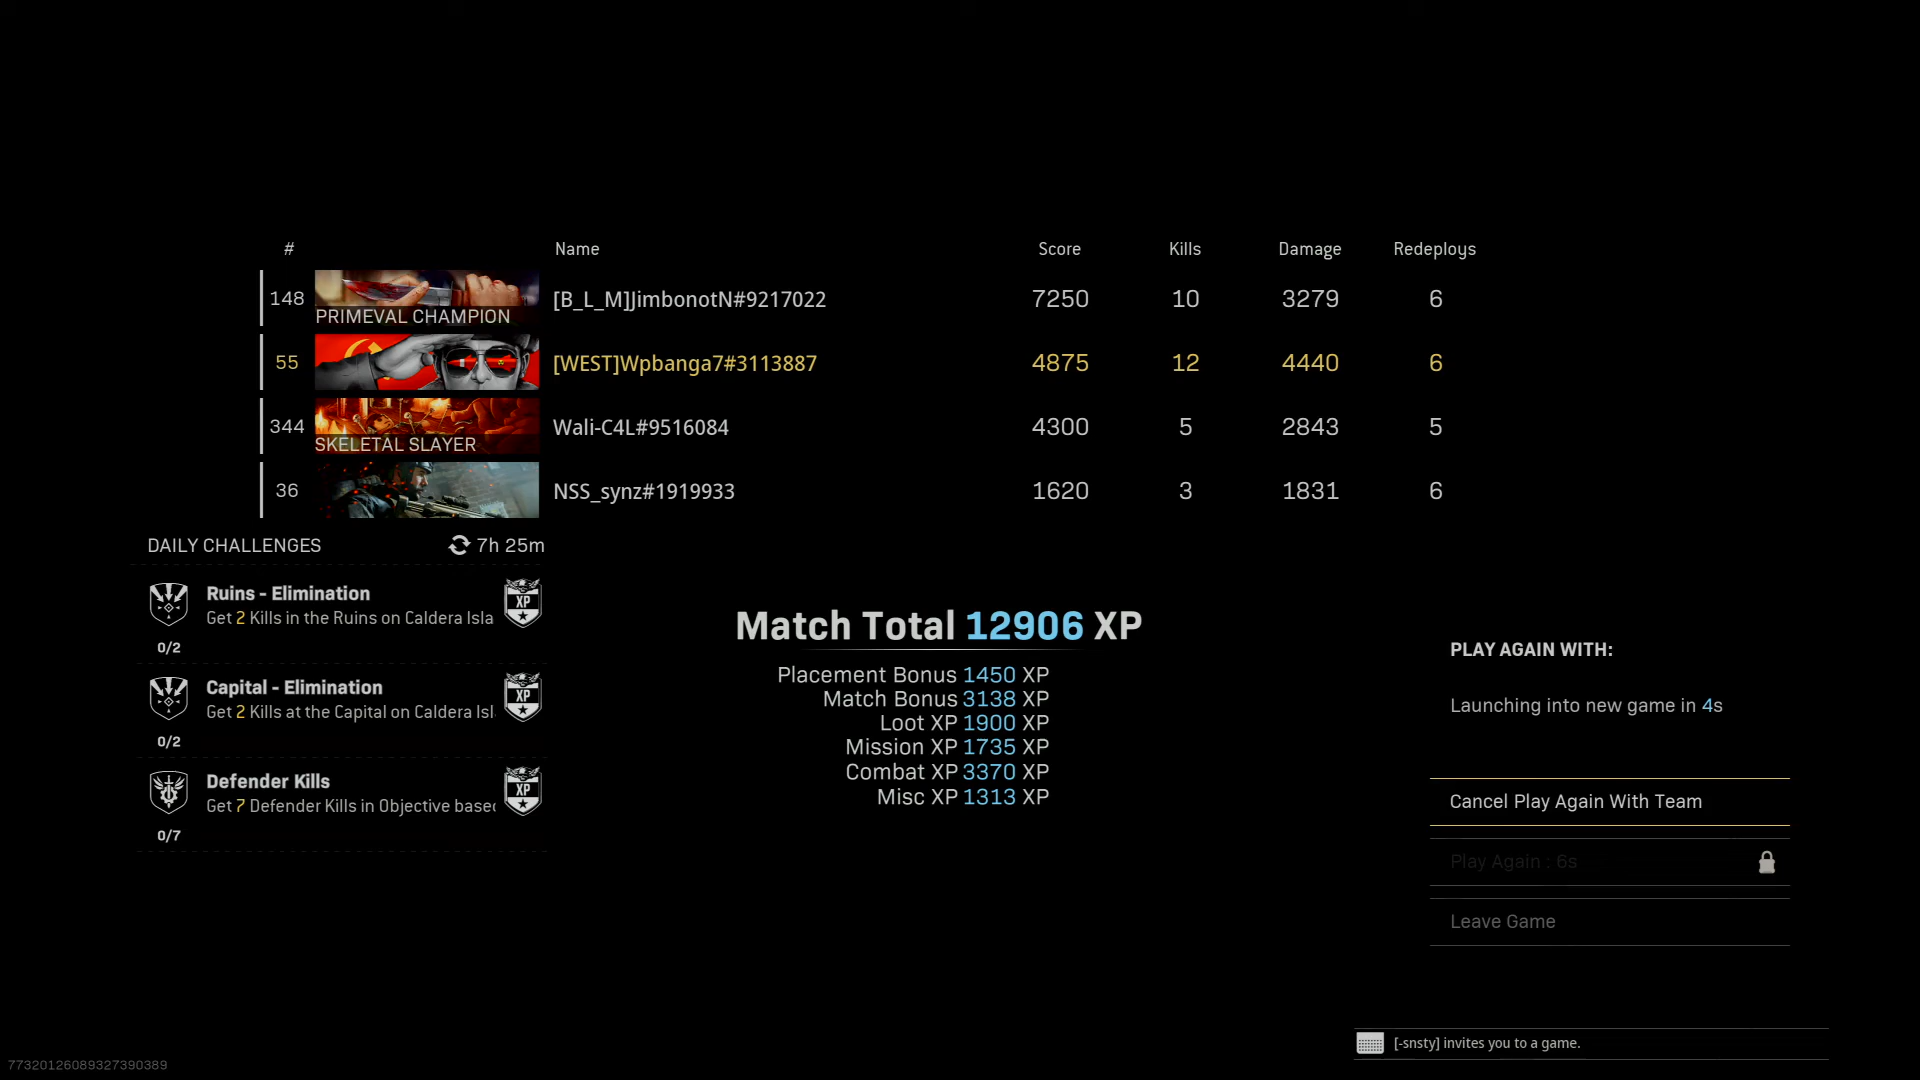 # Name Score Kills Damage Redeploys
148 PRIMEVAL CHAMPION [B_L_M]JimbonotN#9217022 7250 10 3279 6
55 [WEST]Wpbanga7#3113887 4875 12 4440 6
344 SKELETAL SLAYER Wali-C4L#9516084 4300 5 2843 5
36 NSS_synz#1919933 1620 3 1831 6
DAILY CHALLENGES 7h 25m
Ruins - Elimination
Get 2 Kills in the Ruins on Caldera Isla
XP
0/2
Capital - Elimination
Get 2 Kills at the Capital on Caldera Isl
XP
0/2
Defender Kills
Get 7 Defender Kills in Objective based
XP
0/7
Match Total 12906 XP
Placement Bonus 1450 XP
Match Bonus 3138 XP
Loot XP 1900 XP
Mission XP 1735 XP
Combat XP 3370 XP
Misc XP 1313 XP
PLAY AGAIN WITH:
Launching into new game in 4s
Cancel Play Again With Team
Play Again : 6s
Leave Game
[-snsty] invites you to a game.
77320126089327390389